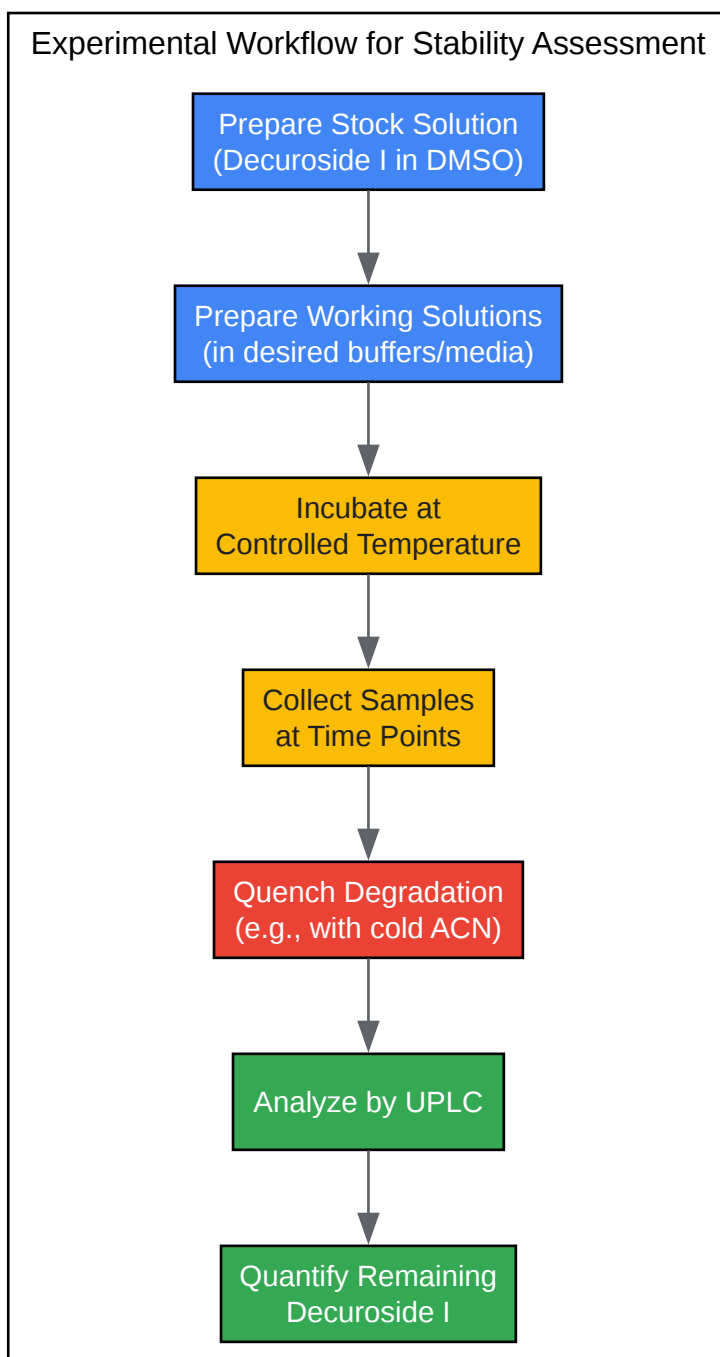 Experimental Workflow for Stability Assessment
Prepare Stock Solution
(Decuroside I in DMSO)
Prepare Working Solutions
(in desired buffers/media)
Incubate at
Controlled Temperature
Collect Samples
at Time Points
Quench Degradation
(e.g., with cold ACN)
Analyze by UPLC
Quantify Remaining
Decuroside I